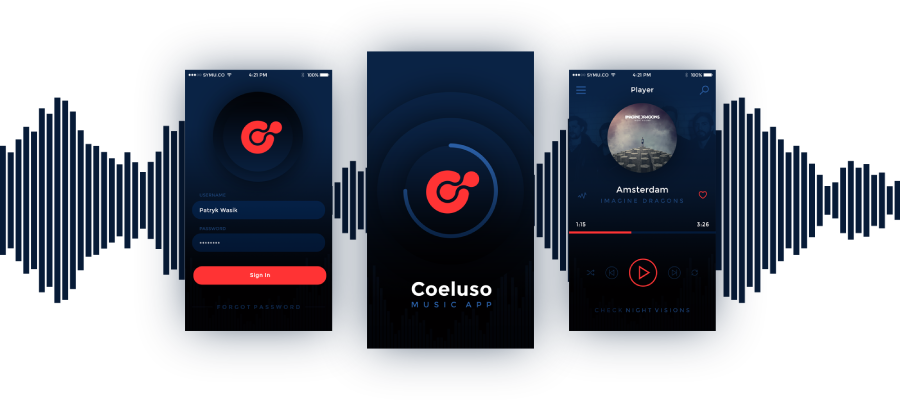 SYMU.CO 4:21 PM 100%
USERNAME
Patryk Wasik
PASSWORD
********
Sign In
FORGOT PASSWORD
Coeluso
MUSIC APP
SYMU.CO 4:21 PM 100%
Player
IMAGINE DRAGONS
Amsterdam
IMAGINE DRAGONS
1:15 3:26
CHECK NIGHT VISIONS